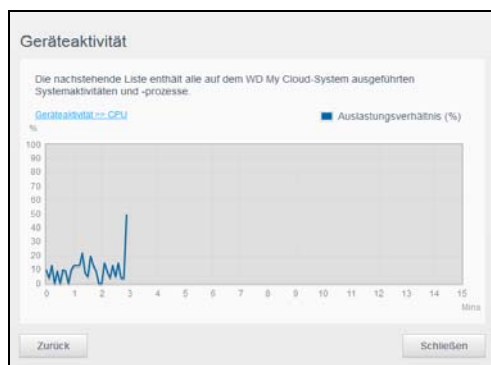 Geräteaktivität
Die nachstehende Liste enthält alle auf dem WD My Cloud-System ausgeführten
Systemaktivitäten und -prozesse.
Geräteaktivität >> CPU
Auslastungsverhältnis (%)
%
100
90
80
70
60
50
40
30
20
10
0
0 1 2 3 4 5 6 7 8 9 10 11 12 13 14 15
Mins
Zurück
Schließen